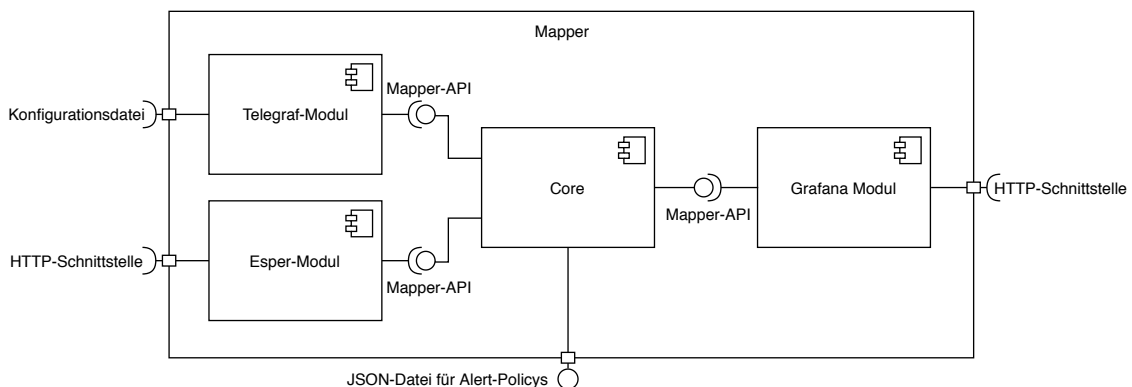 Mapper
Mapper-API
Konfigurationsdatei
Telegraf-Modul
Core
Grafana Modul
HTTP-Schnittstelle
Mapper-API
HTTP-Schnittstelle
Esper-Modul
Mapper-API
JSON-Datei für Alert-Policys